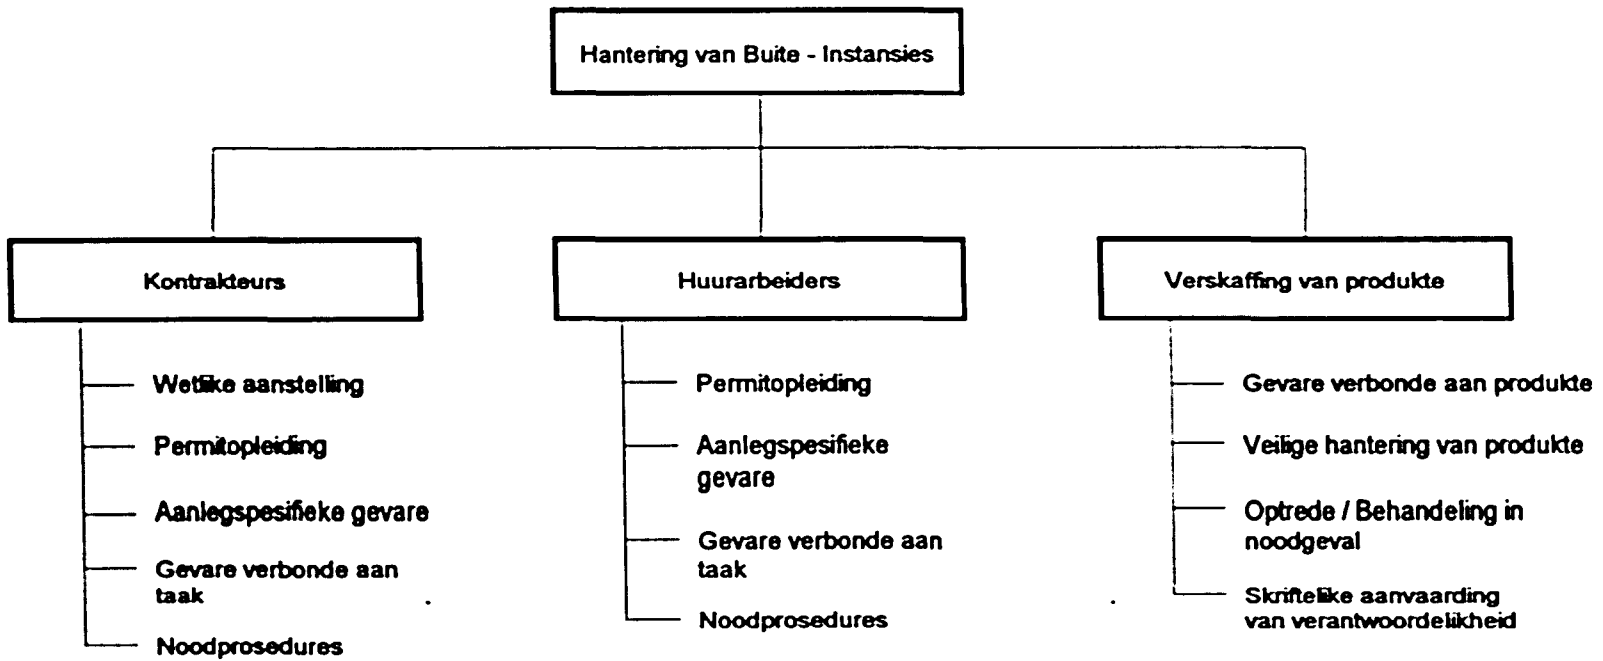 Hantering van Buite - Instansies
Kontrakteurs
Wetlike aanstelling
Permitopleiding
Aanlegspesifieke gevare
Gevare verbonde aan
taak
Noodprosedures
Huurarbeiders
Permitopleiding
Aanlegspesifieke
gevare
Gevare verbonde aan
taak
Noodprosedures
Verskaffing van produkte
Gevare verbonde aan produkte
Veilige hantering van produkte
Optrede / Behandeling in
noodgeval
Skriftelike aanvaarding
van verantwoordelikheid